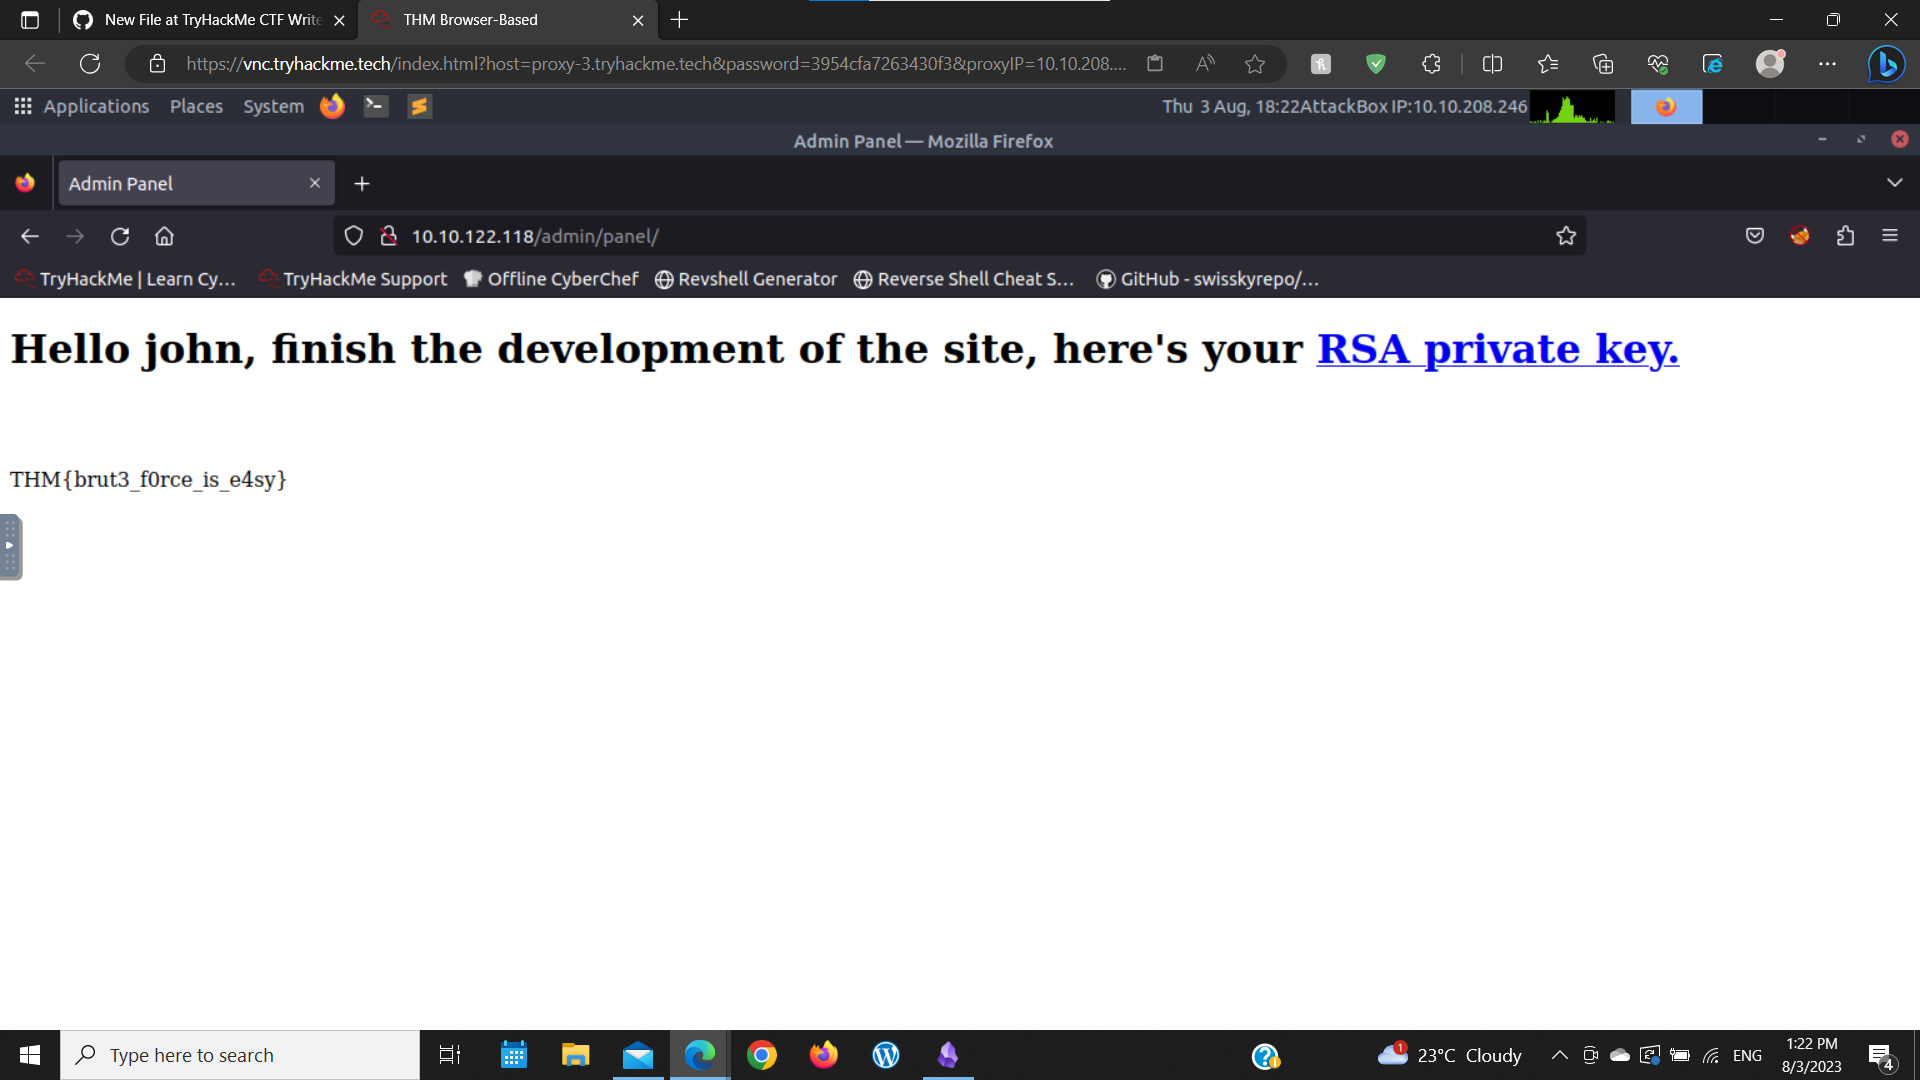 New File at TryHackMe CTF Write
THM Browser-Based
https://vnc.tryhackme.tech/index.html?host=proxy-3.tryhackme.tech&password=3954cfa7263430f3&proxyIP=10.10.208....
Applications Places System
Thu 3 Aug, 18:22 AttackBox IP:10.10.208.246
Admin Panel — Mozilla Firefox
Admin Panel
10.10.122.118/admin/panel/
TryHackMe | Learn Cy... TryHackMe Support Offline CyberChef Revshell Generator Reverse Shell Cheat S... GitHub - swisskyrepo/...
Hello john, finish the development of the site, here's your RSA private key.
THM{brut3_f0rce_is_e4sy}
Type here to search
1
23°C Cloudy
ENG
1:22 PM
8/3/2023
4